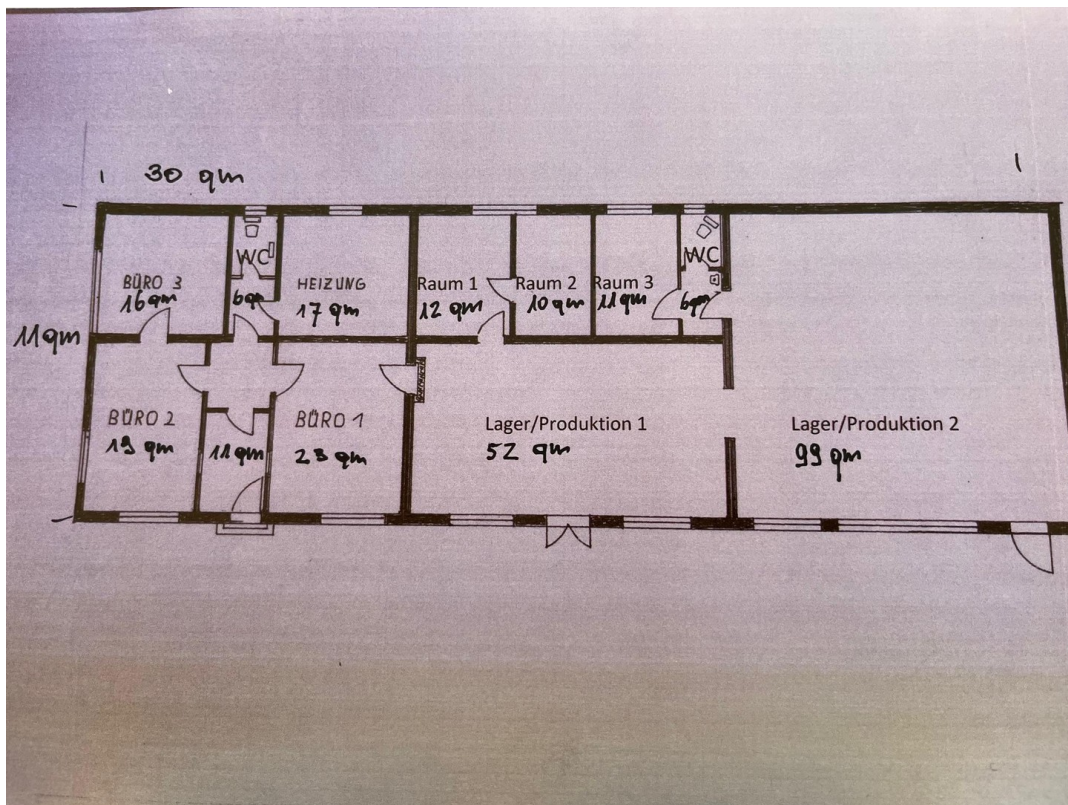 30 qm
WC
WC
BÜRO 3
16 qm
6 qm
HEIZUNG
17 qm
Raum 1
12 qm
Raum 2
10 qm
Raum 3
11 qm
6 qm
11 qm
BÜRO 2
19 qm
11 qm
BÜRO 1
23 qm
Lager/Produktion 1
52 qm
Lager/Produktion 2
99 qm